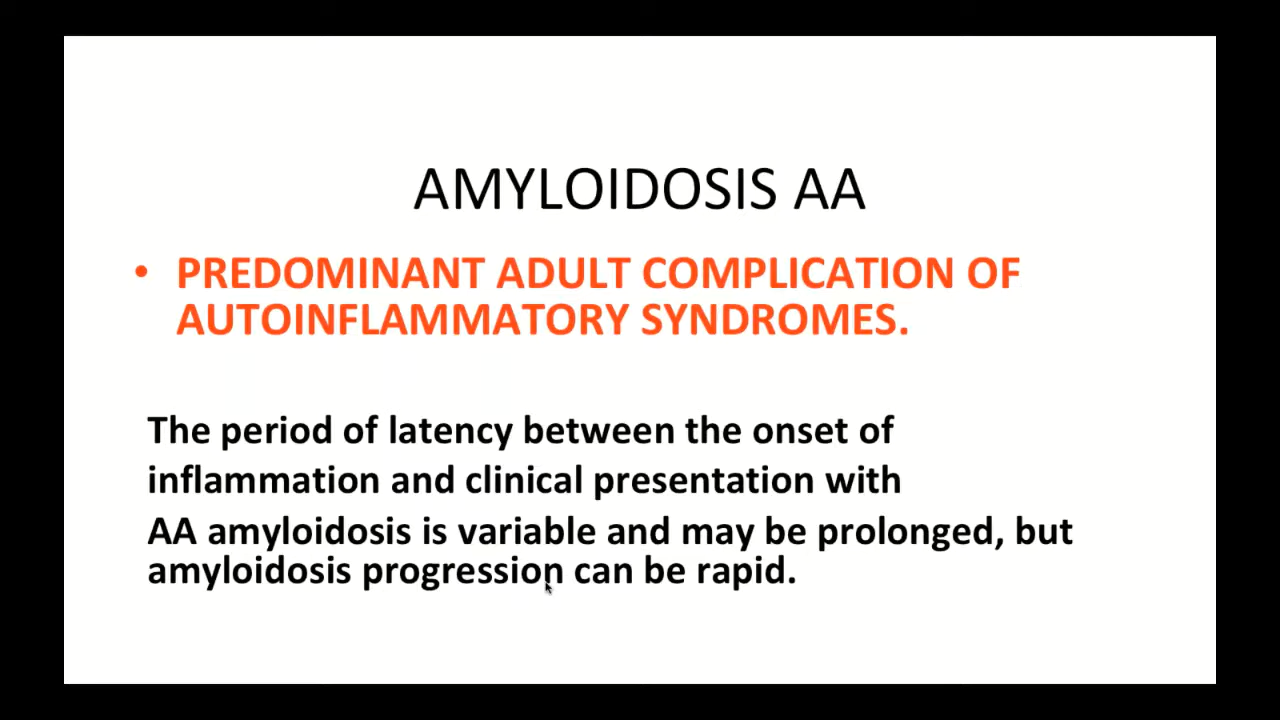 AMYLOIDOSIS AA
• PREDOMINANT ADULT COMPLICATION OF
AUTOINFLAMMATORY SYNDROMES.
The period of latency between the onset of
inflammation and clinical presentation with
AA amyloidosis is variable and may be prolonged, but
amyloidosis progression can be rapid.